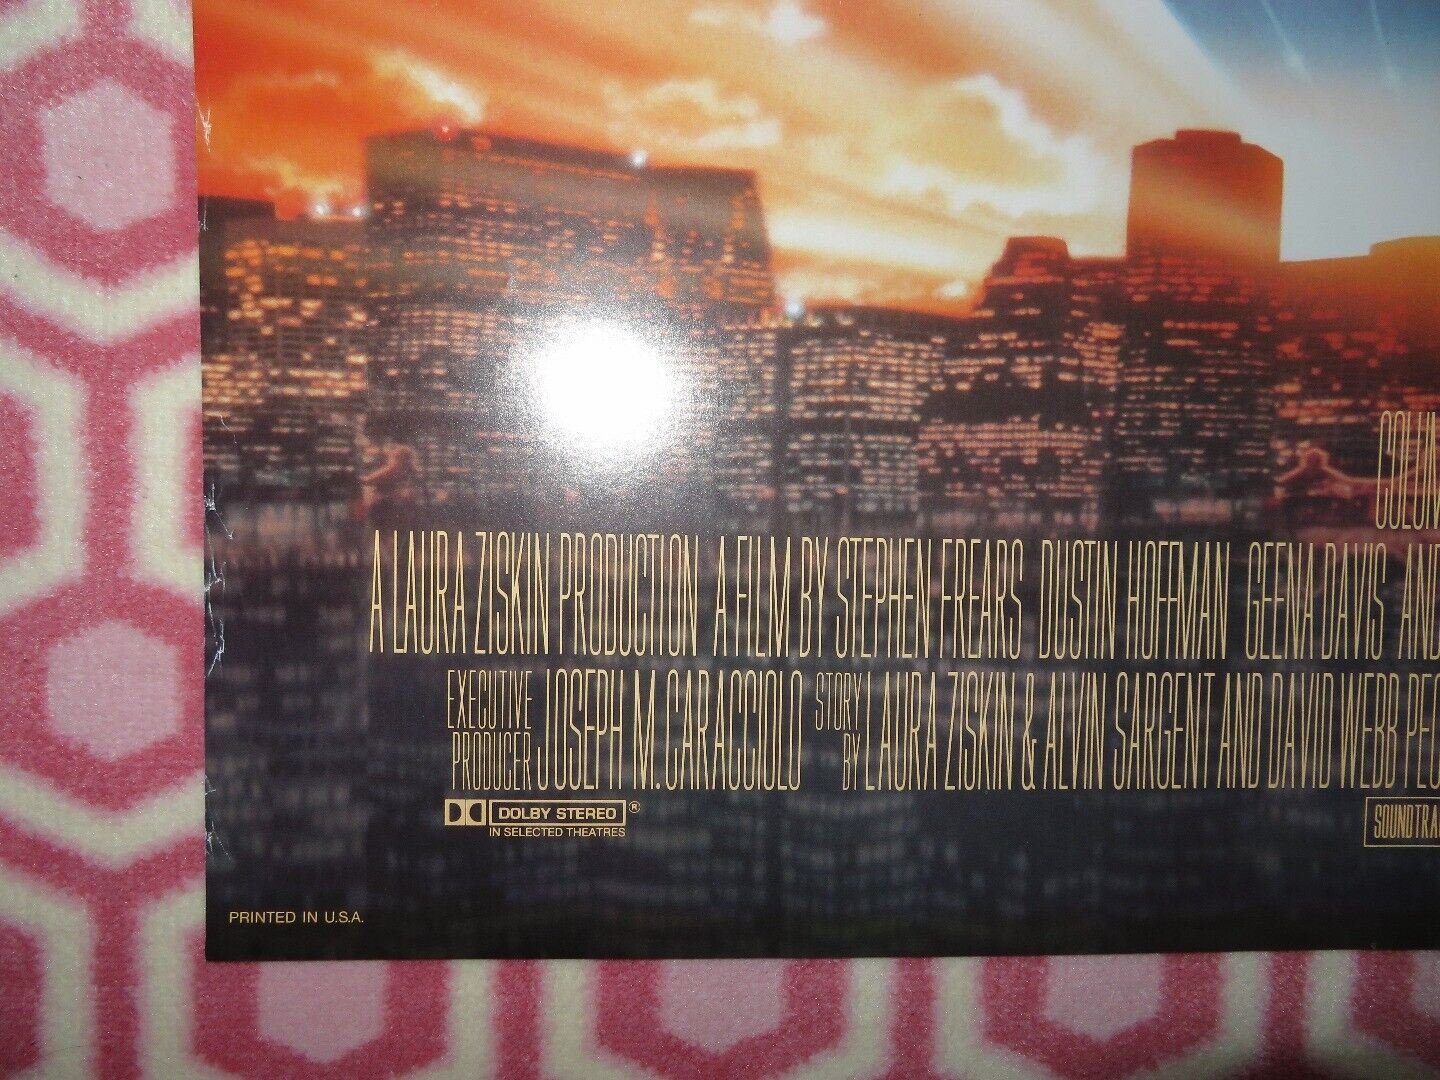 A LAURA ZISKIN PRODUCTION A FILM BY STEPHEN FREARS DUSTIN HOFFMAN GEENA DAVIS
EXECUTIVE PRODUCER JOSEPH M. CARACCIOLO STORY BY LAURA ZISKIN & ALVIN SARGENT AND DAVID WEBB
DOLBY STEREO ®
IN SELECTED THEATRES
PRINTED IN U.S.A.